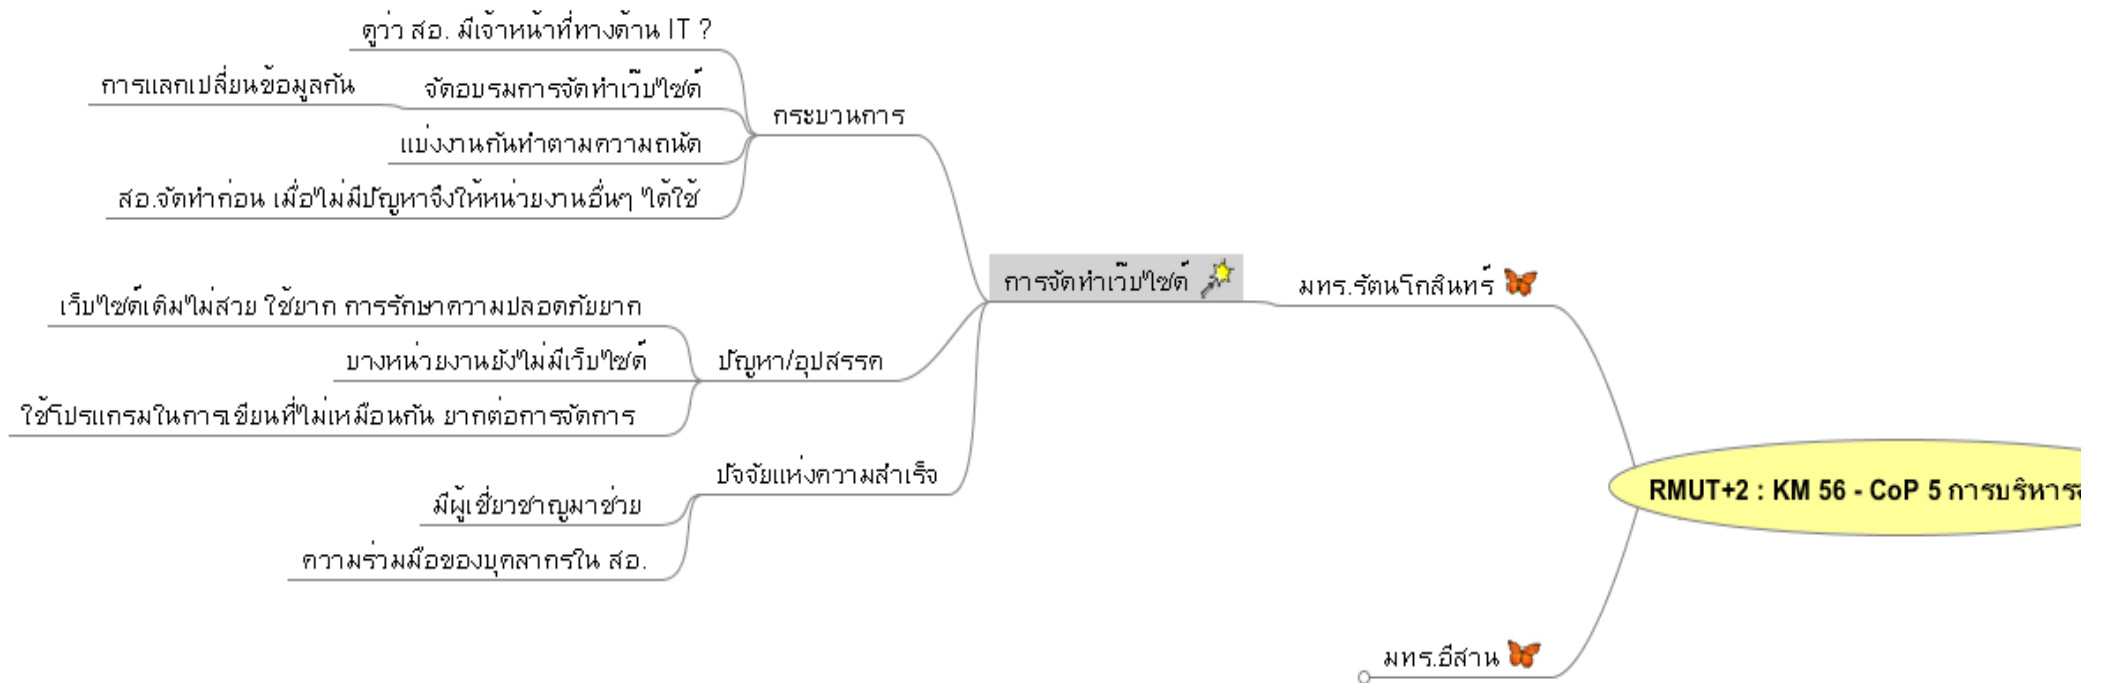 ดูว่า สอ. มีเจ้าหน้าที่ทางด้าน IT ?
การแลกเปลี่ยนข้อมูลกัน
จัดอบรมการจัดทำเว็บไซต์
กระบวนการ
แบ่งงานกันทำตามความถนัด
สอ.จัดทำก่อน เมื่อไม่มีปัญหาจึงให้หน่วยงานอื่นๆ ได้ใช้
การจัดทำเว็บไซต์
มทร.รัตนโกสินทร์
เว็บไซต์เดิมไม่สวย ใช้ยาก การรักษาความปลอดภัยยาก
บางหน่วยงานยังไม่มีเว็บไซต์
ปัญหา/อุปสรรค
ใช้โปรแกรมในการเขียนที่ไม่เหมือนกัน ยากต่อการจัดการ
ปัจจัยแห่งความสำเร็จ
มีผู้เชี่ยวชาญมาช่วย
ความร่วมมือของบุคลากรใน สอ.
RMUT+2 : KM 56 - CoP 5 การบริหาร
มทร.อีสาน